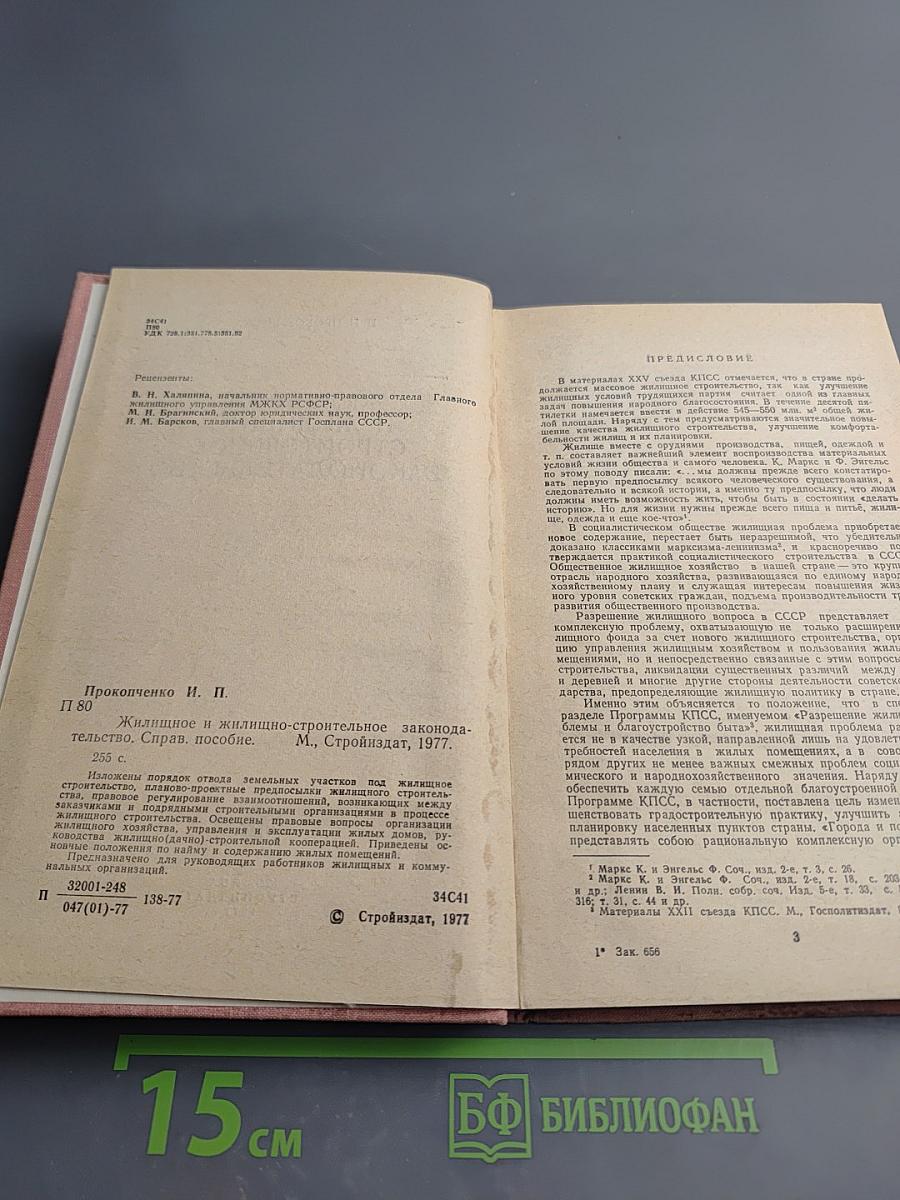 34С41
П80
УДК 728.1:351.778.5:351.82
Рецензенты:
В. Н. Халяпина, начальник нормативно-правового отдела Главного
жилищного управления МЖКХ РСФСР;
М. И. Брагинский, доктор юридических наук, профессор;
И. М. Барсков, главный специалист Госплана СССР.
Прокопченко И. П.
П 80
Жилищное и жилищно-строительное законода-
тельство. Справ. пособие. М., Стройиздат, 1977.
255 с.
Изложены порядок отвода земельных участков под жилищное
строительство, планово-проектные предпосылки жилищного строитель-
ства, правовое регулирование взаимоотношений, возникающих между
заказчиками и подрядными строительными организациями в процессе
жилищного строительства. Освещены правовые вопросы организации
жилищного хозяйства, управления и эксплуатации жилых домов, ру-
ководства жилищно(дачно)-строительной кооперацией. Приведены ос-
новные положения по найму и содержанию жилых помещений.
Предназначено для руководящих работников жилищных и комму-
нальных организаций.
П 32001-248 138-77
047(01)-77
34С41
© Стройиздат, 1977
ПРЕДИСЛОВИЕ
В материалах XXV съезда КПСС отмечается, что в стране про-
должается массовое жилищное строительство, так как улучшение
жилищных условий трудящихся партия считает одной из главных
задач повышения народного благосостояния. В течение десятой пя-
тилетки намечается ввести в действие 545—550 млн. м² общей жи-
лой площади. Наряду с тем предусматриваются значительное повы-
шение качества жилищного строительства, улучшение комфорта-
бельности жилищ и их планировки.
Жилище вместе с орудиями производства, пищей, одеждой и
т. п. составляет важнейший элемент воспроизводства материальных
условий жизни общества и самого человека. К. Маркс и Ф. Энгельс
по этому поводу писали: «...мы должны прежде всего констатиро-
вать первую предпосылку всякого человеческого существования, а
следовательно и всякой истории, а именно ту предпосылку, что люди
должны иметь возможность жить, чтобы быть в состоянии «делать
историю». Но для жизни нужны прежде всего пища и питьё, жили-
ще, одежда и еще кое-что»¹.
В социалистическом обществе жилищная проблема приобретае
новое содержание, перестает быть неразрешимой, что убедительн
доказано классиками марксизма-ленинизма², и красноречиво по
тверждается практикой социалистического строительства в ССС
Общественное жилищное хозяйство в нашей стране — это круп
отрасль народного хозяйства, развивающаяся по единому народ
хозяйственному плану и служащая интересам повышения жиз
ного уровня советских граждан, подъема производительности тр
развития общественного производства.
Разрешение жилищного вопроса в СССР представляет
комплексную проблему, охватывающую не только расширени
лищного фонда за счет нового жилищного строительства, орг
цию управления жилищным хозяйством и пользования жилы
мещениями, но и непосредственно связанные с этим вопросы
строительства, ликвидации существенных различий между
и деревней и многие другие стороны деятельности советско
дарства, предопределяющие жилищную политику в стране.
Именно этим объясняется то положение, что в спе
разделе Программы КПСС, именуемом «Разрешение жили
блемы и благоустройство быта»³, жилищная проблема ра
ется не в качестве узкой, направленной лишь на удовлет
требностей населения в жилых помещениях, а в сово
рядом других не менее важных смежных проблем соци
мического и народнохозяйственного значения. Наряду
обеспечить каждую семью отдельной благоустроенной
Программе КПСС, в частности, поставлена цель измен
шенствовать градостроительную практику, улучшить
планировку населенных пунктов страны. «Города и по
представлять собою рациональную комплексную орг
¹ Маркс К. и Энгельс Ф. Соч., изд. 2-е, т. 3, с. 26.
² Маркс К. и Энгельс Ф. Соч., изд. 2-е, т. 18, с. 203
и др.; Ленин В. И. Полн. собр. соч. Изд. 5-е, т. 33, с.
316; т. 31, с. 44 и др.
³ Материалы XXII съезда КПСС. М., Госполитиздат,
1* Зак. 656
3
15 см
БФ БИБЛИОФАН